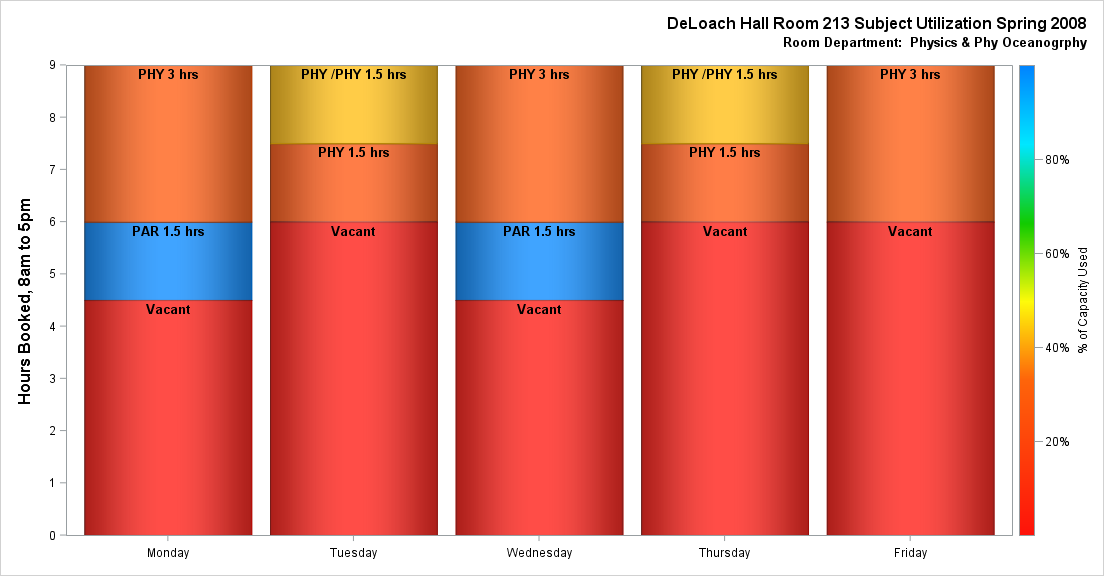 DeLoach Hall Room 213 Subject Utilization Spring 2008
Room Department:  Physics & Phy Oceanogrphy
Hours Booked, 8am to 5pm
9
8
7
6
5
4
3
2
1
0
PHY 3 hrs
PAR 1.5 hrs
Vacant
Monday
PHY /PHY 1.5 hrs
PHY 1.5 hrs
Vacant
Tuesday
PHY 3 hrs
PAR 1.5 hrs
Vacant
Wednesday
PHY /PHY 1.5 hrs
PHY 1.5 hrs
Vacant
Thursday
PHY 3 hrs
Vacant
Friday
80%
60%
40%
20%
% of Capacity Used